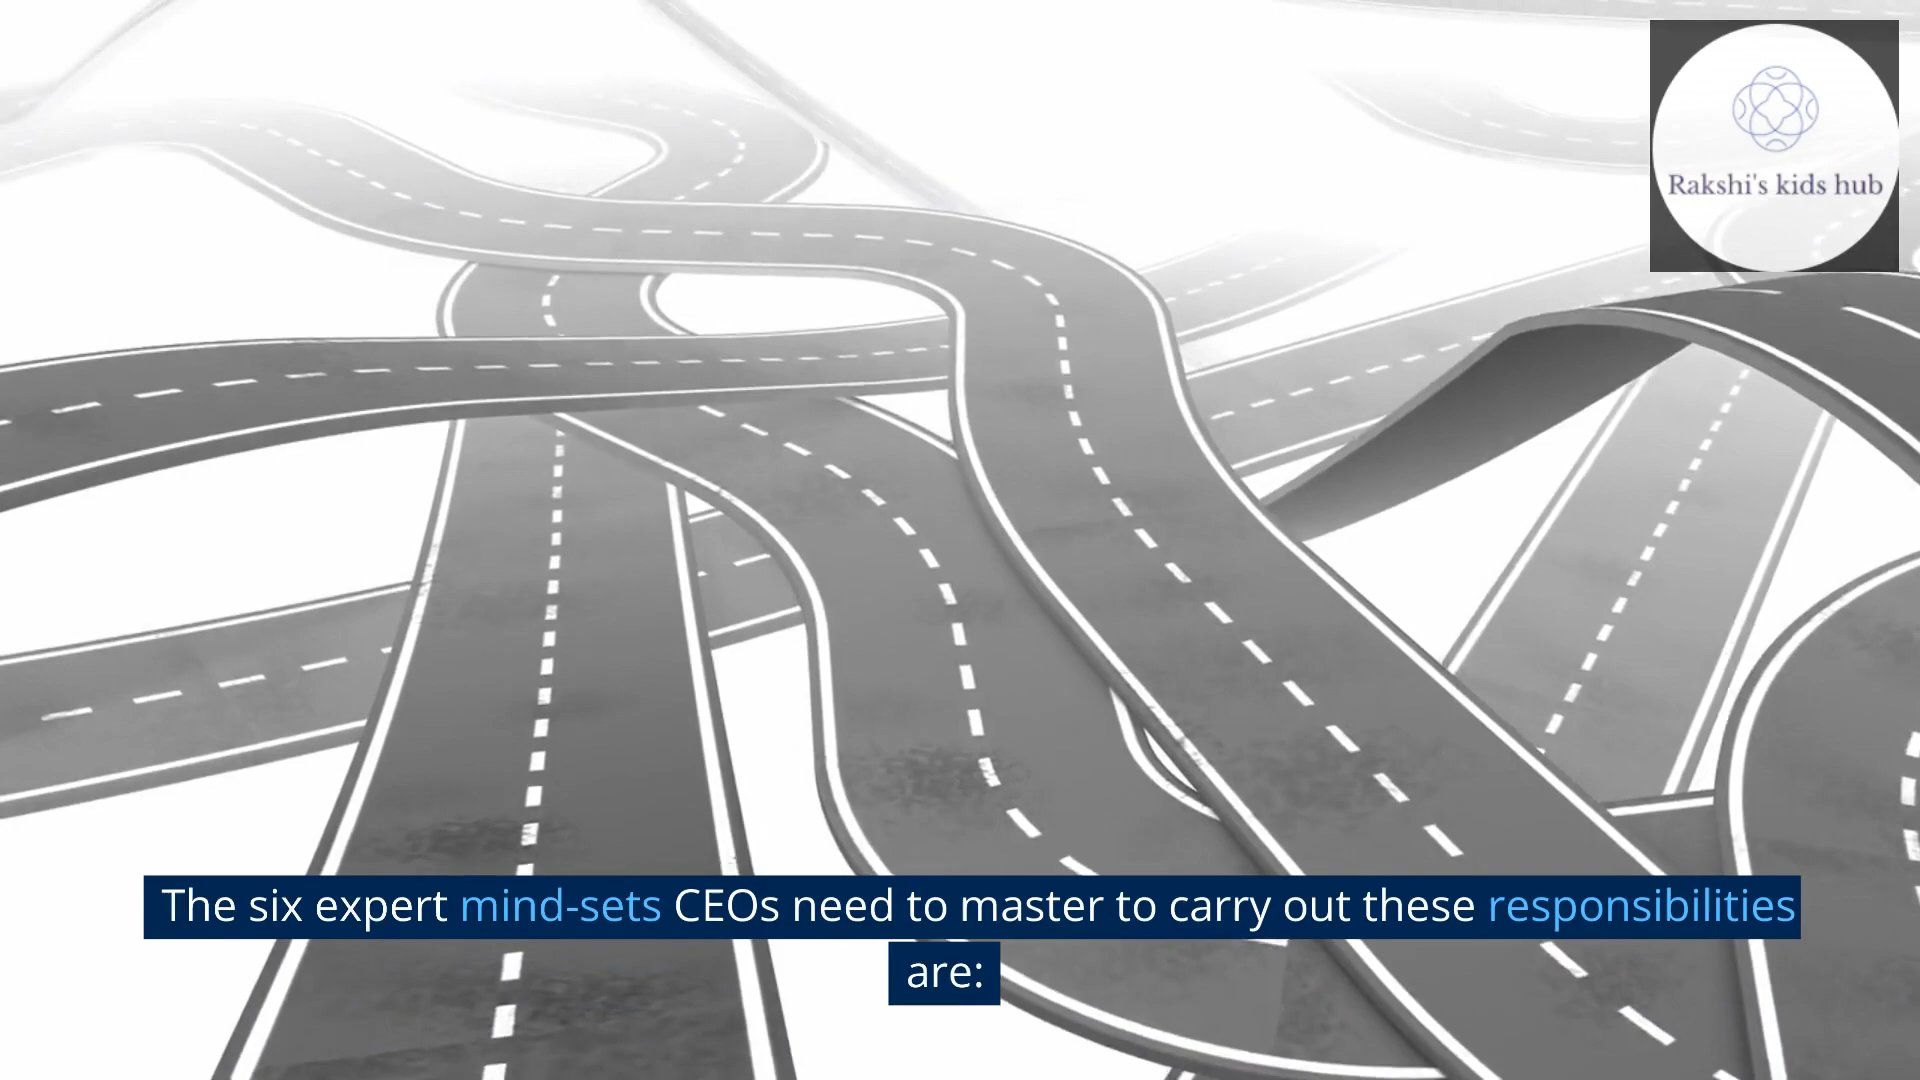 Rakshi's kids hub
The six expert mind-sets CEOs need to master to carry out these responsibilities
are: